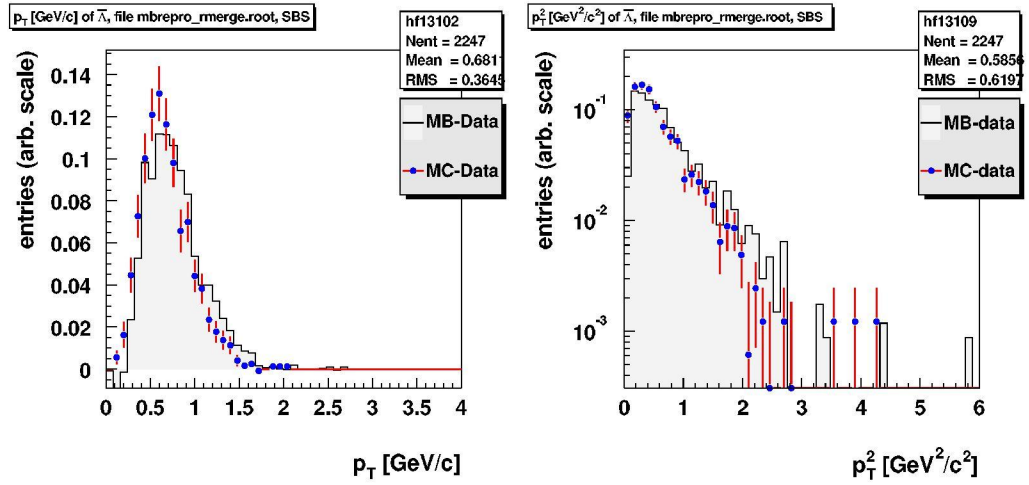 p_T [GeV/c] of Λ̅, file mbrepro_rmerge.root, SBS
hf13102
Nent = 2247
Mean = 0.6811
RMS = 0.3645
MB-Data
MC-Data
entries (arb. scale)
0.14
0.12
0.1
0.08
0.06
0.04
0.02
0
0 0.5 1 1.5 2 2.5 3 3.5 4
p_T [GeV/c]
p_T^2 [GeV^2/c^2] of Λ̅, file mbrepro_rmerge.root, SBS
hf13109
Nent = 2247
Mean = 0.5856
RMS = 0.6197
MB-data
MC-data
entries (arb. scale)
10^-1
10^-2
10^-3
0 1 2 3 4 5 6
p_T^2 [GeV^2/c^2]